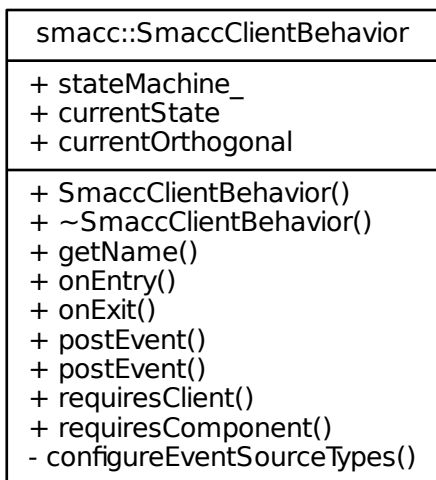 smacc::SmaccClientBehavior
+ stateMachine_
+ currentState
+ currentOrthogonal
+ SmaccClientBehavior()
+ ~SmaccClientBehavior()
+ getName()
+ onEntry()
+ onExit()
+ postEvent()
+ postEvent()
+ requiresClient()
+ requiresComponent()
- configureEventSourceTypes()